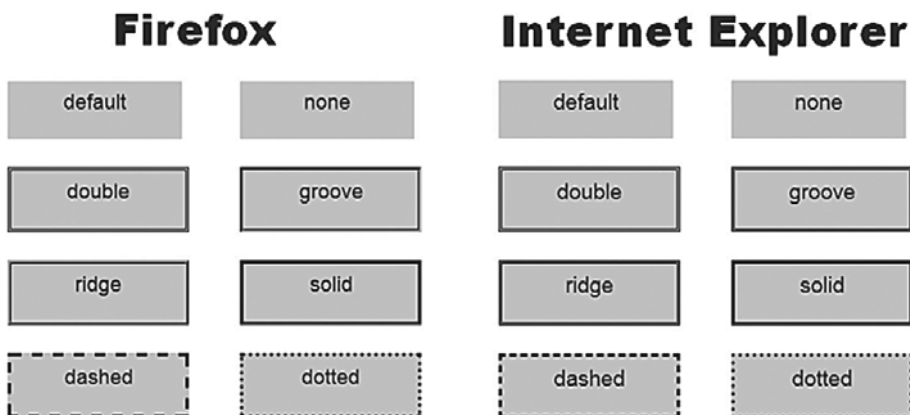 Firefox Internet Explorer
default none default none
double groove double groove
ridge solid ridge solid
dashed dotted dashed dotted